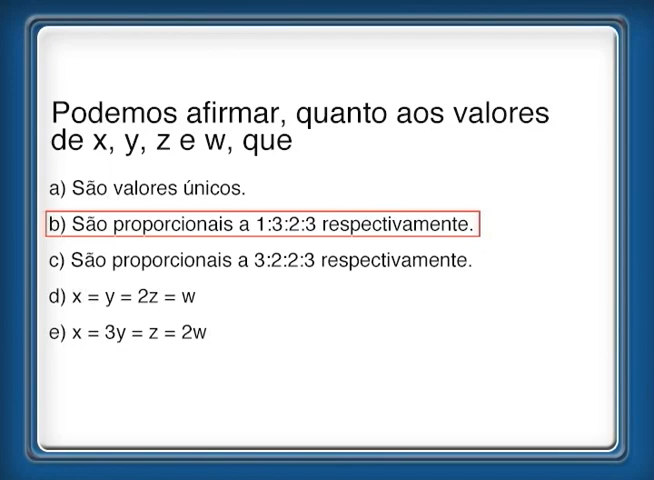 Podemos afirmar, quanto aos valores
de x, y, z e w, que
a) São valores únicos.
b) São proporcionais a 1:3:2:3 respectivamente.
c) São proporcionais a 3:2:2:3 respectivamente.
d) x = y = 2z = w
e) x = 3y = z = 2w